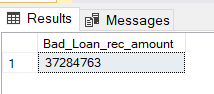 Results Messages
Bad_Loan_rec_amount
1 37284763